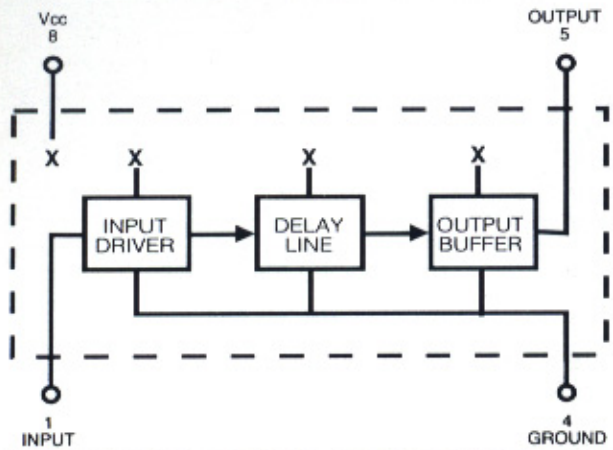 Vcc
8
OUTPUT
5
X
X
X
X
INPUT
DRIVER
DELAY
LINE
OUTPUT
BUFFER
1
INPUT
4
GROUND